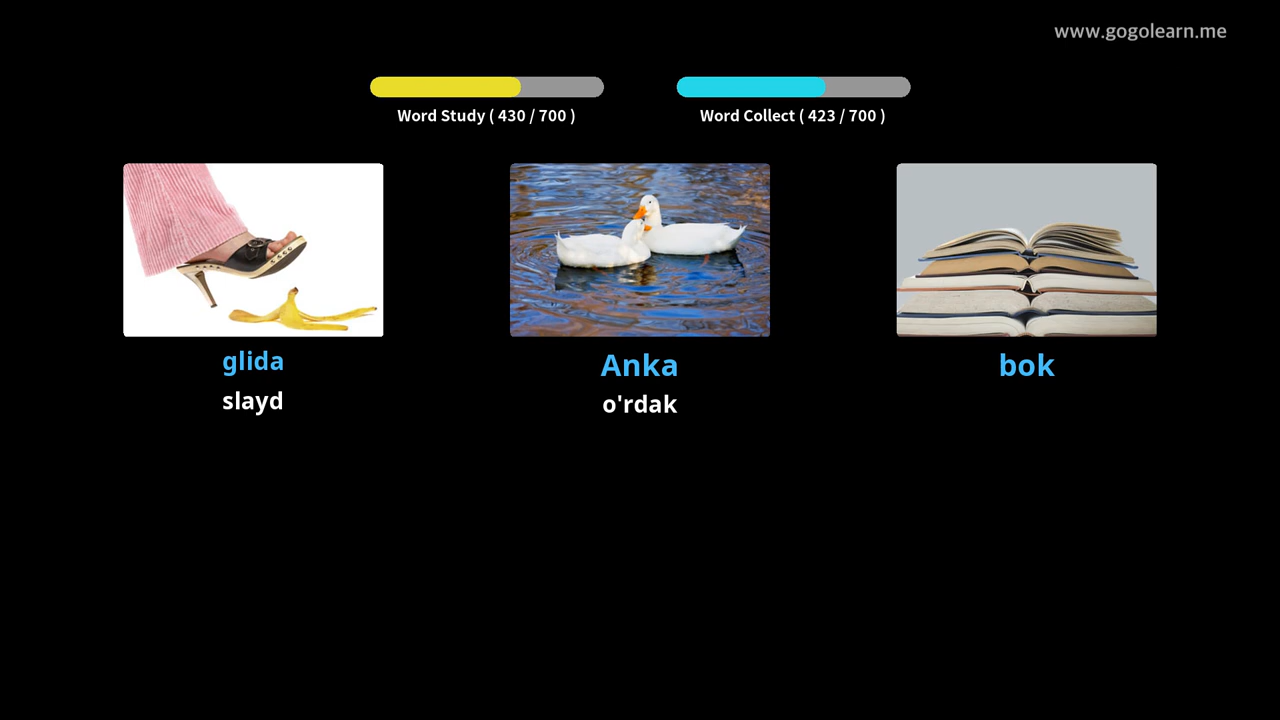 www.gogolearn.me
Word Study ( 430 / 700 )
Word Collect ( 423 / 700 )
glida
slayd
Anka
o'rdak
bok